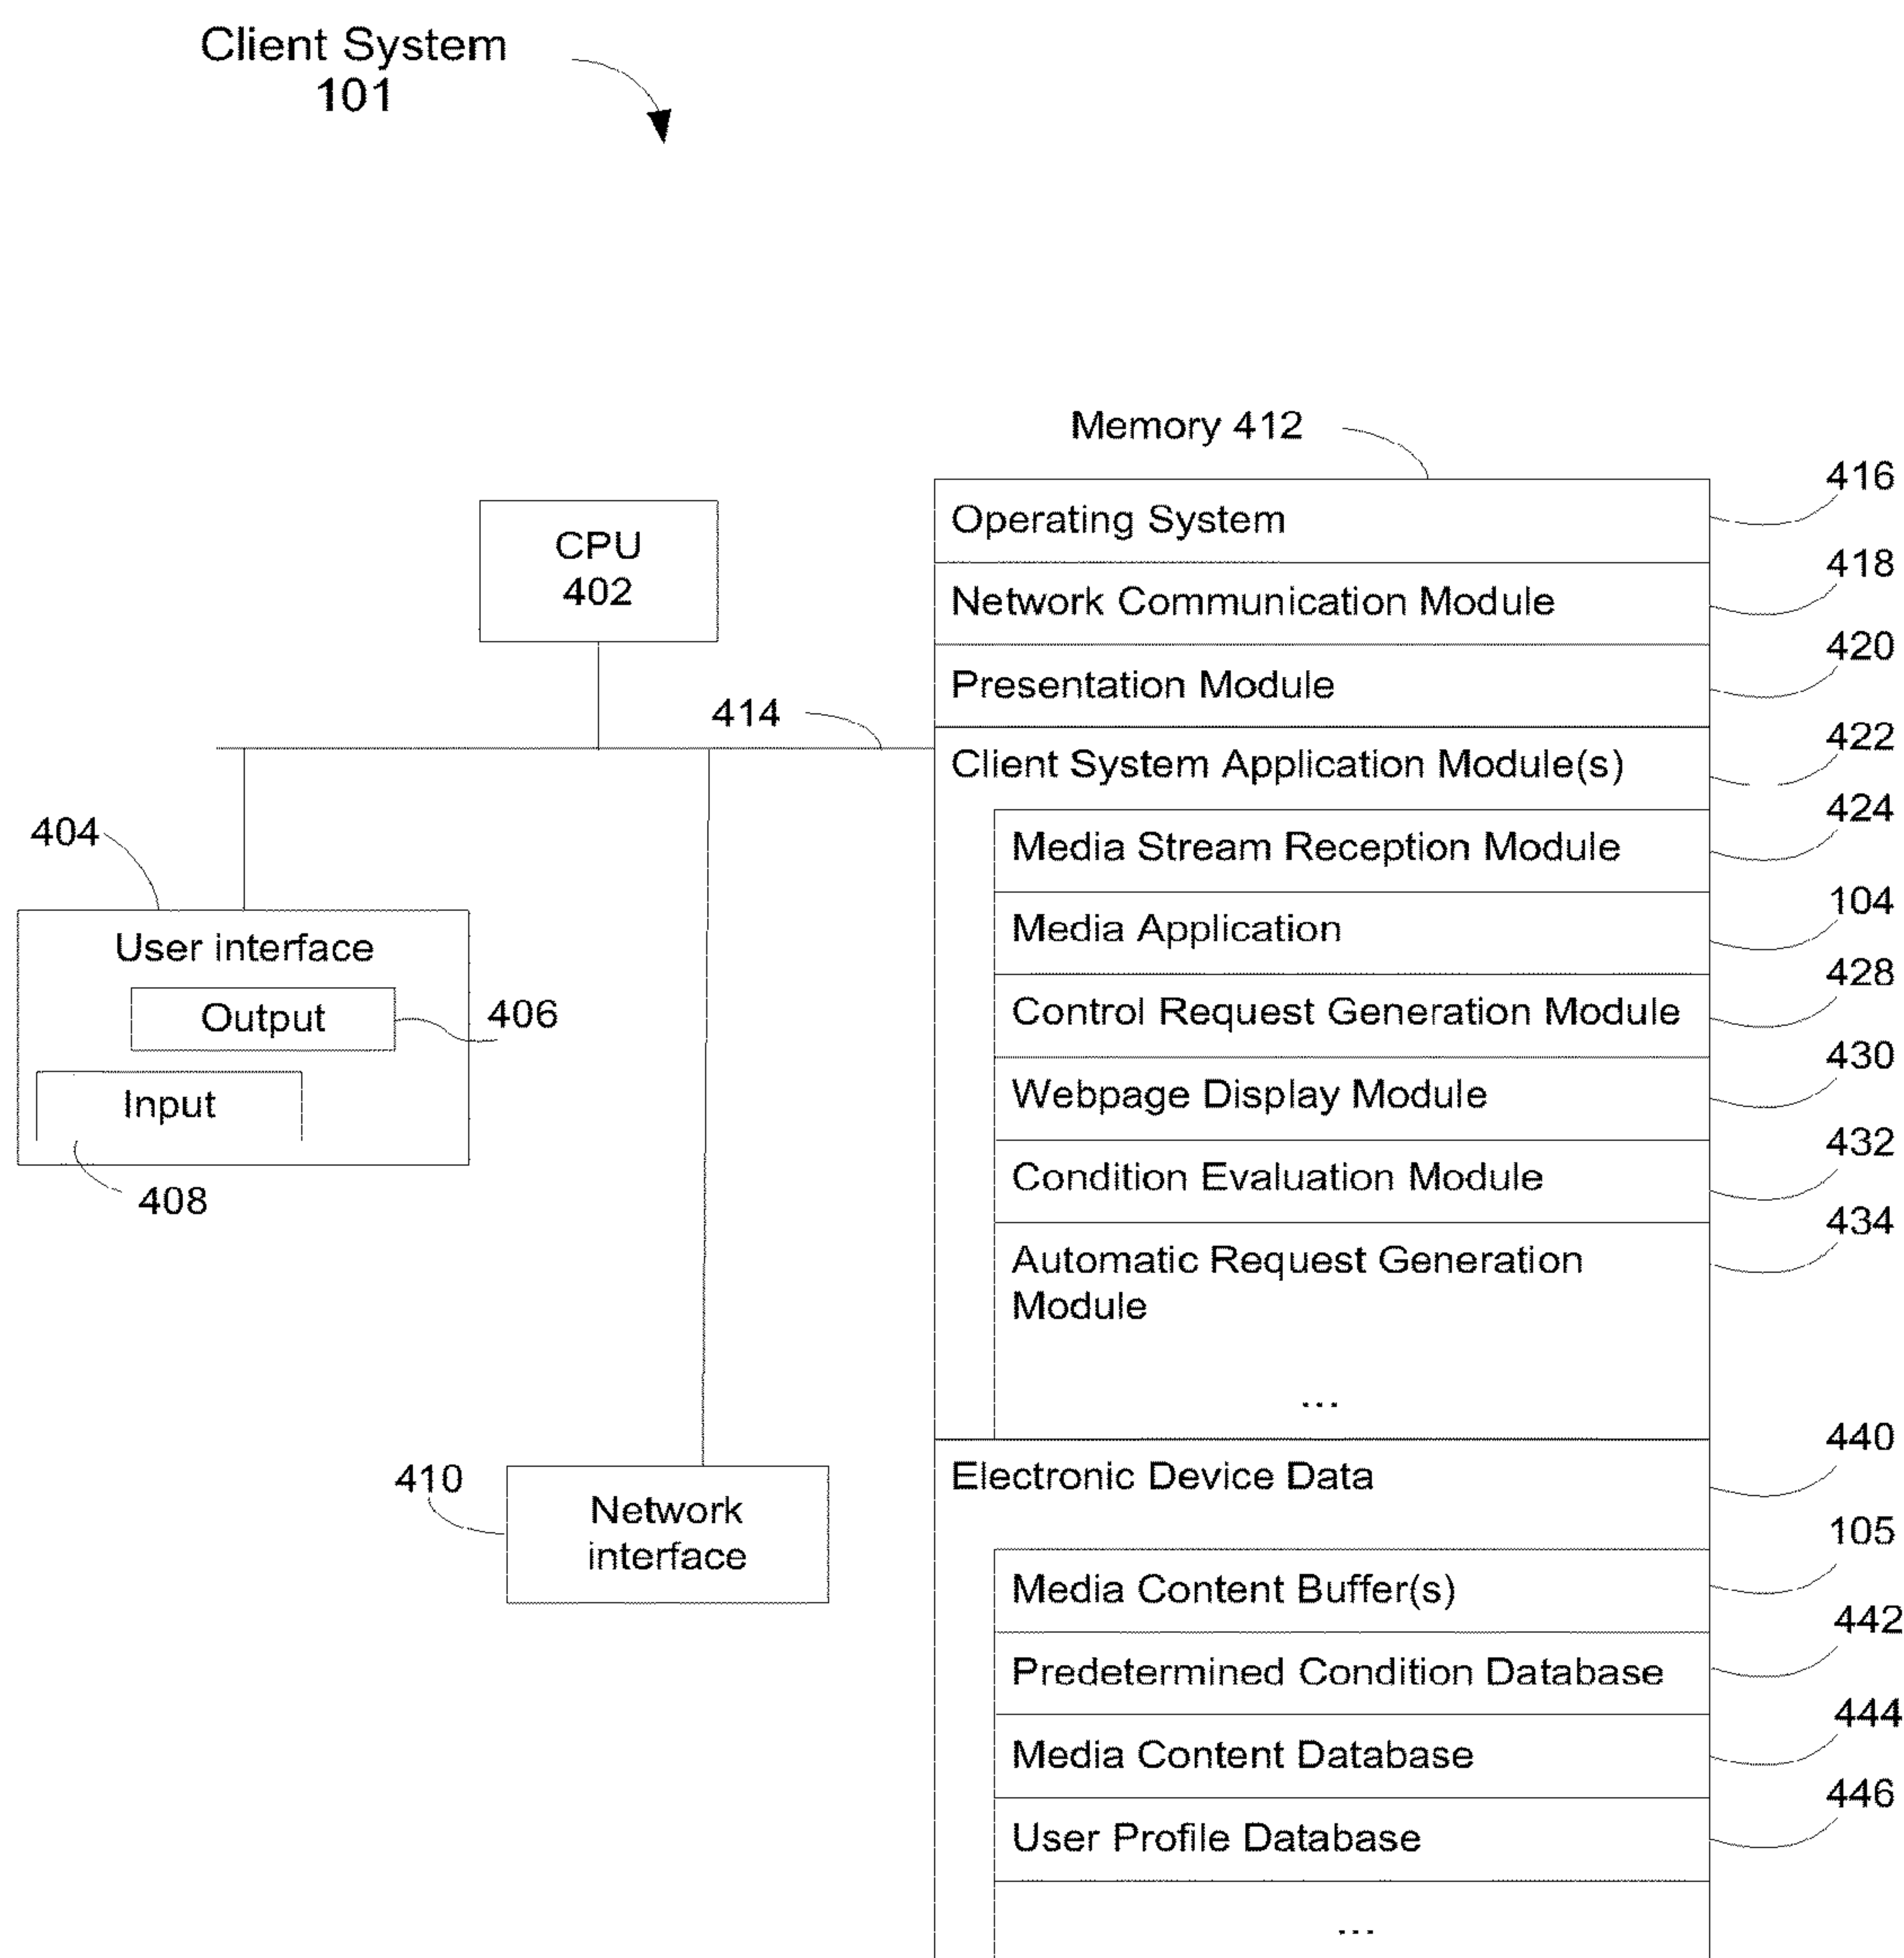 Client System
101
Memory 412
416
Operating System
CPU
402
418
Network Communication Module
420
Presentation Module
414
422
Client System Application Module(s)
424
Media Stream Reception Module
404
104
Media Application
User interface
428
Control Request Generation Module
Output
406
430
Webpage Display Module
Input
432
Condition Evaluation Module
408
434
Automatic Request Generation
Module
...
440
Electronic Device Data
410
Network
interface
105
Media Content Buffer(s)
442
Predetermined Condition Database
444
Media Content Database
446
User Profile Database
...